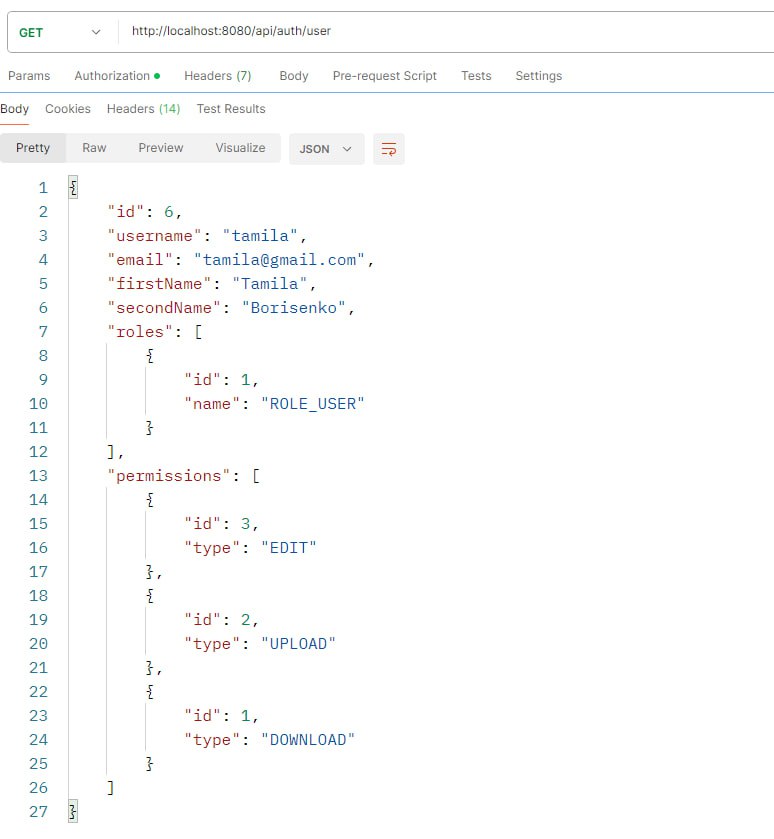 GET http://localhost:8080/api/auth/user
Params Authorization Headers (7) Body Pre-request Script Tests Settings
Body Cookies Headers (14) Test Results
Pretty Raw Preview Visualize JSON
1 {
2 "id": 6,
3 "username": "tamila",
4 "email": "tamila@gmail.com",
5 "firstName": "Tamila",
6 "secondName": "Borisenko",
7 "roles": [
8 {
9 "id": 1,
10 "name": "ROLE_USER"
11 }
12 ],
13 "permissions": [
14 {
15 "id": 3,
16 "type": "EDIT"
17 },
18 {
19 "id": 2,
20 "type": "UPLOAD"
21 },
22 {
23 "id": 1,
24 "type": "DOWNLOAD"
25 }
26 ]
27 }